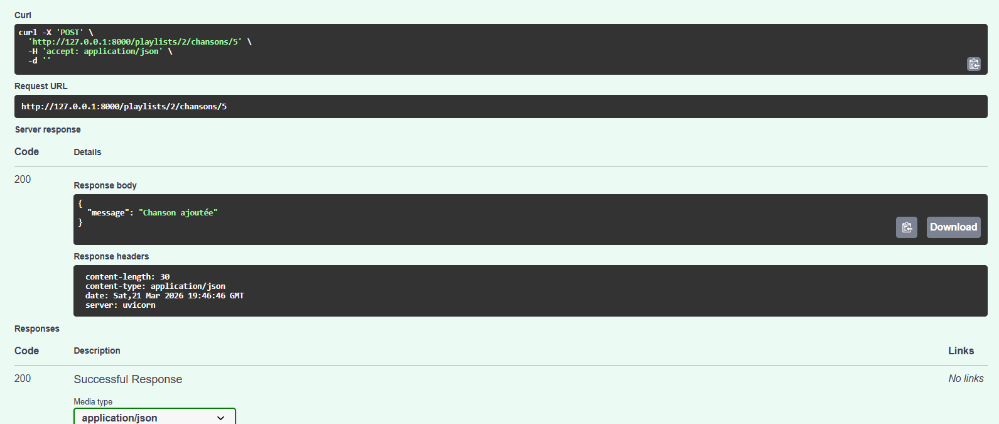 Curl
curl -X 'POST' \
  'http://127.0.0.1:8000/playlists/2/chansons/5' \
  -H 'accept: application/json' \
  -d ''
Request URL
http://127.0.0.1:8000/playlists/2/chansons/5
Server response
Code Details
200
Response body
{
  "message": "Chanson ajoutée"
}
Download
Response headers
content-length: 30
content-type: application/json
date: Sat,21 Mar 2026 19:46:46 GMT
server: uvicorn
Responses
Code Description Links
200 Successful Response No links
Media type
application/json